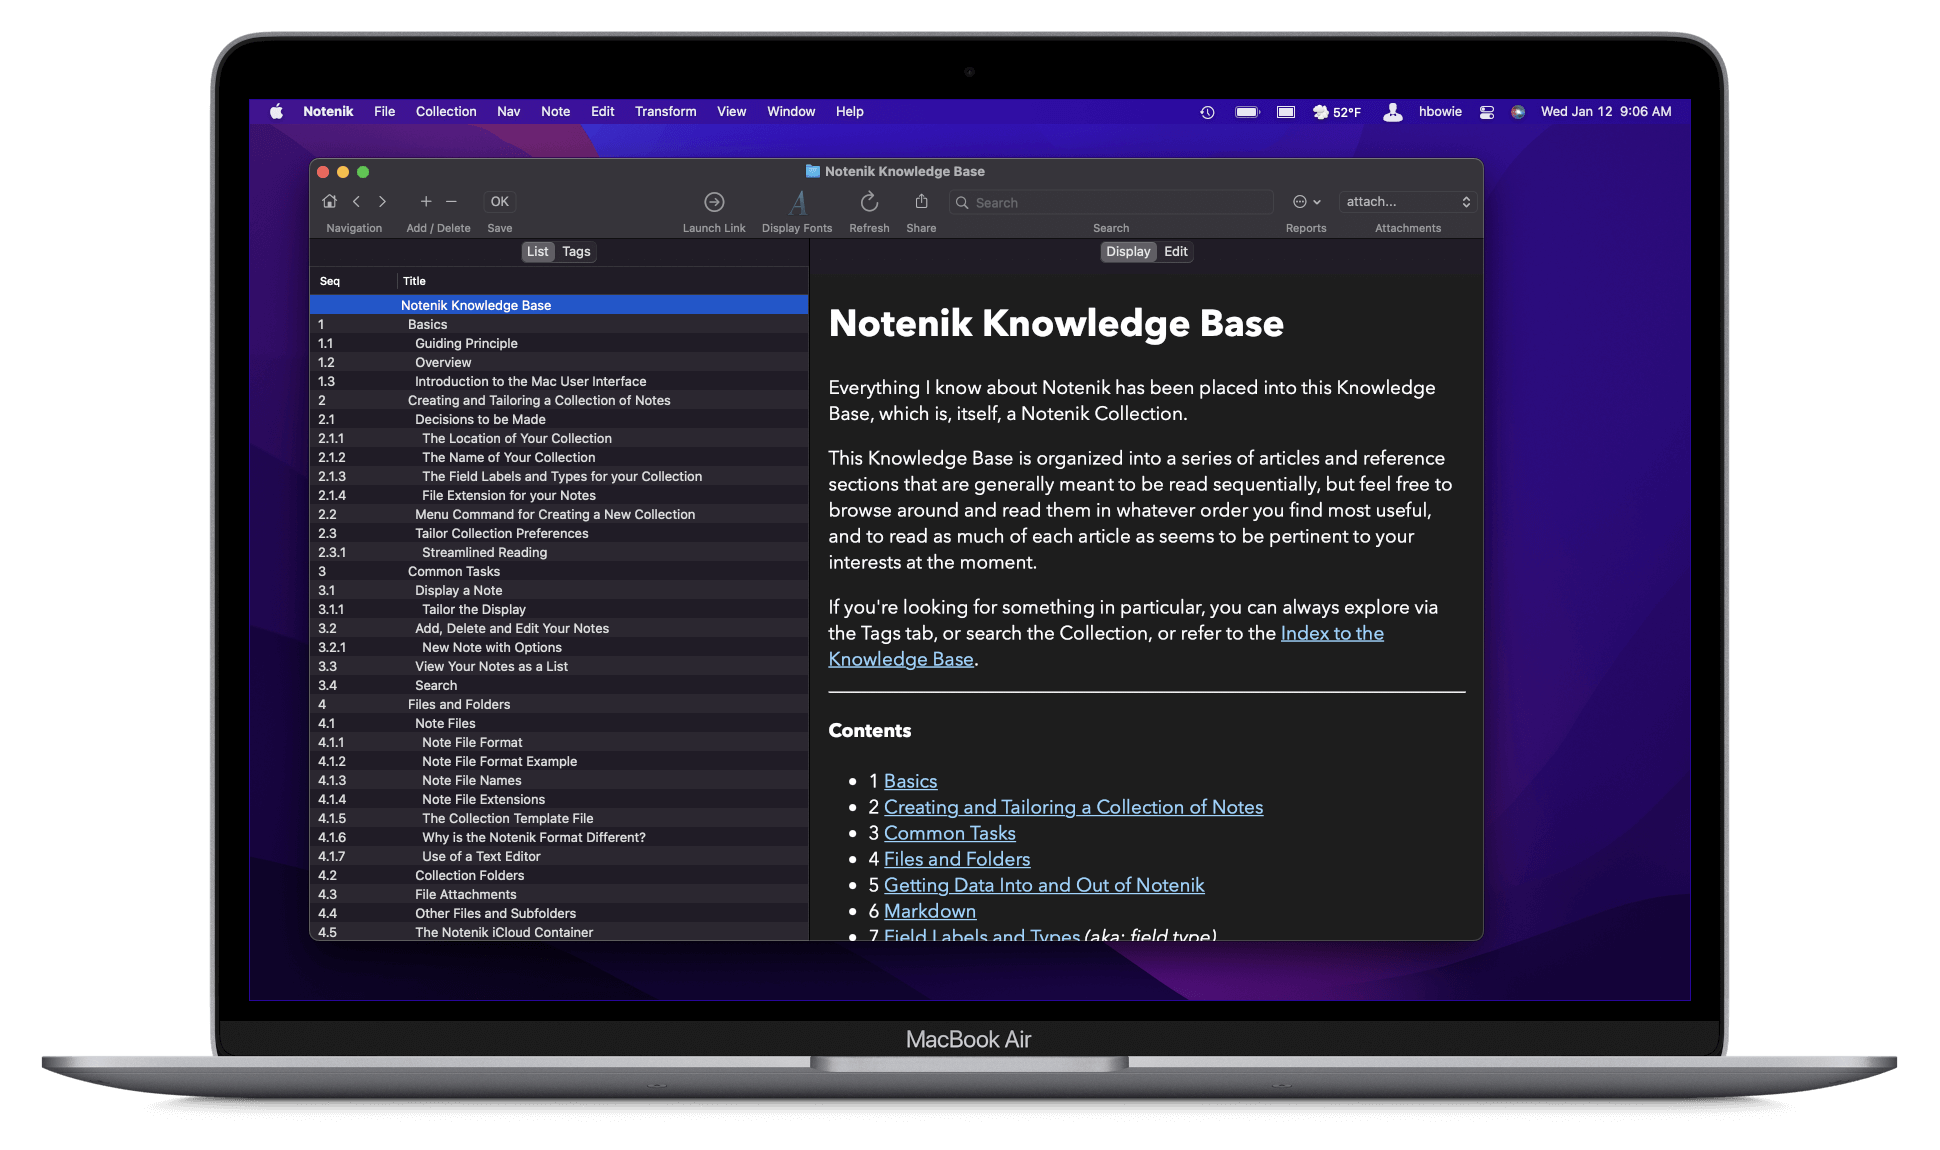 Notenik File Collection Nav Note Edit Transform View Window Help 52°F hbowie Wed Jan 12 9:06 AM
Notenik Knowledge Base
OK Search attach...
Navigation Add / Delete Save Launch Link Display Fonts Refresh Share Search Reports Attachments
List Tags
Seq Title
Notenik Knowledge Base
1 Basics
1.1 Guiding Principle
1.2 Overview
1.3 Introduction to the Mac User Interface
2 Creating and Tailoring a Collection of Notes
2.1 Decisions to be Made
2.1.1 The Location of Your Collection
2.1.2 The Name of Your Collection
2.1.3 The Field Labels and Types for your Collection
2.1.4 File Extension for your Notes
2.2 Menu Command for Creating a New Collection
2.3 Tailor Collection Preferences
2.3.1 Streamlined Reading
3 Common Tasks
3.1 Display a Note
3.1.1 Tailor the Display
3.2 Add, Delete and Edit Your Notes
3.2.1 New Note with Options
3.3 View Your Notes as a List
3.4 Search
4 Files and Folders
4.1 Note Files
4.1.1 Note File Format
4.1.2 Note File Format Example
4.1.3 Note File Names
4.1.4 Note File Extensions
4.1.5 The Collection Template File
4.1.6 Why is the Notenik Format Different?
4.1.7 Use of a Text Editor
4.2 Collection Folders
4.3 File Attachments
4.4 Other Files and Subfolders
4.5 The Notenik iCloud Container
Display Edit
Notenik Knowledge Base
Everything I know about Notenik has been placed into this Knowledge
Base, which is, itself, a Notenik Collection.
This Knowledge Base is organized into a series of articles and reference
sections that are generally meant to be read sequentially, but feel free to
browse around and read them in whatever order you find most useful,
and to read as much of each article as seems to be pertinent to your
interests at the moment.
If you're looking for something in particular, you can always explore via
the Tags tab, or search the Collection, or refer to the Index to the
Knowledge Base.
Contents
• 1 Basics
• 2 Creating and Tailoring a Collection of Notes
• 3 Common Tasks
• 4 Files and Folders
• 5 Getting Data Into and Out of Notenik
• 6 Markdown
• 7 Field Labels and Types (aka: field type)
MacBook Air